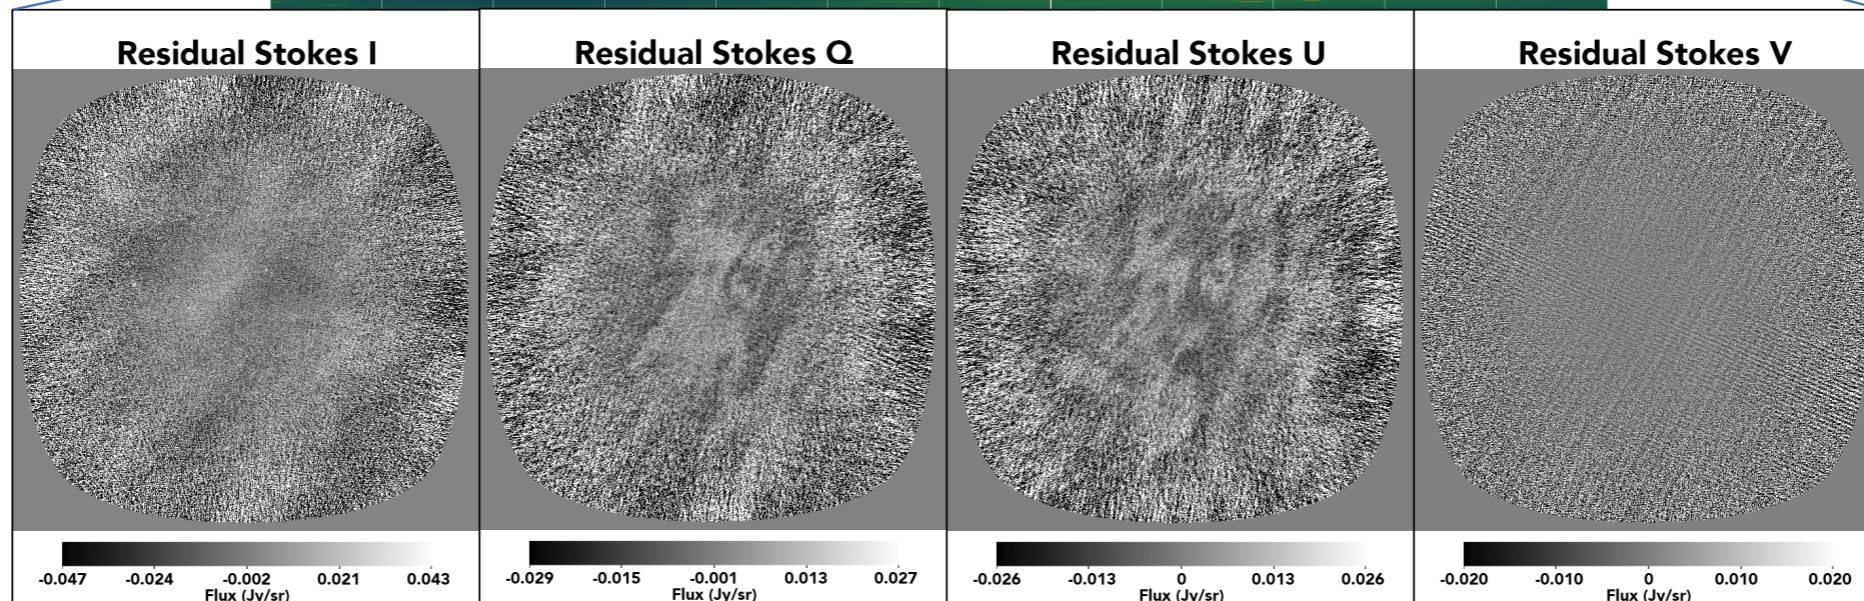 Residual Stokes I
Residual Stokes Q
Residual Stokes U
Residual Stokes V
-0.047 -0.024 -0.002 0.021 0.043
Flux (Jy/sr)
-0.029 -0.015 -0.001 0.013 0.027
Flux (Jy/sr)
-0.026 -0.013 0 0.013 0.026
Flux (Jy/sr)
-0.020 -0.010 0 0.010 0.020
Flux (Jy/sr)